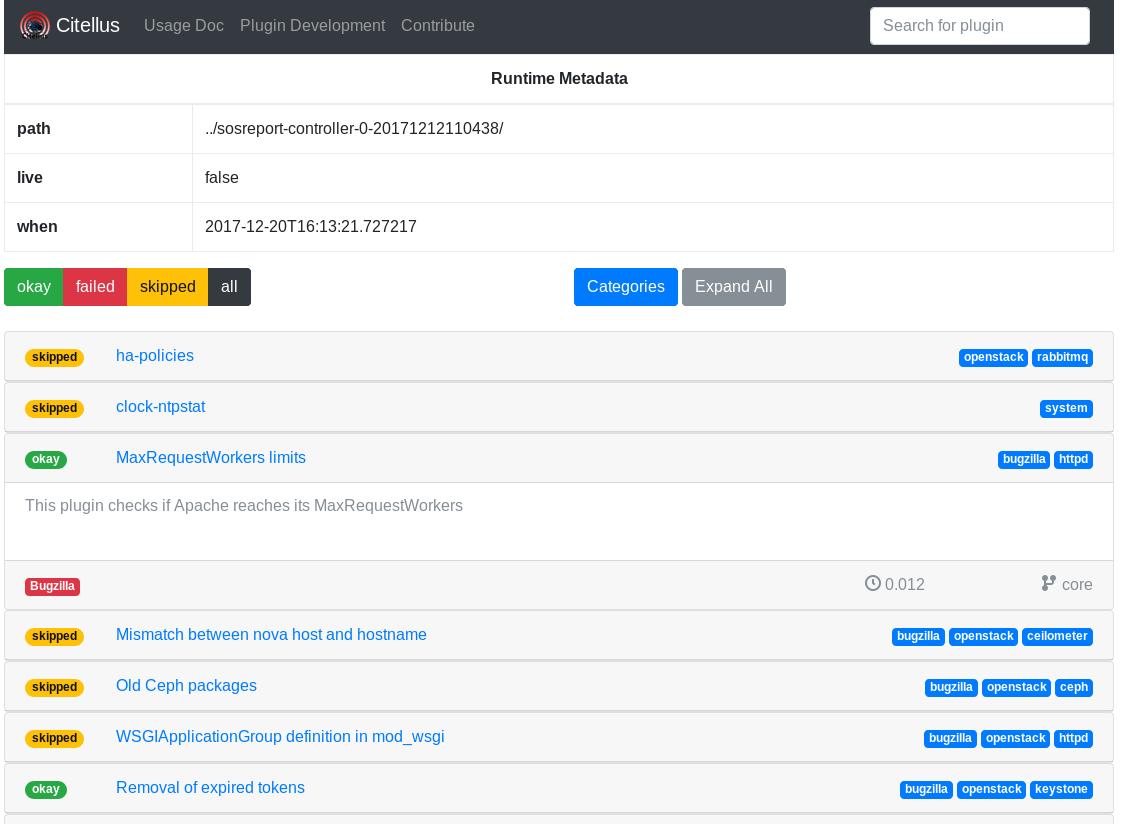 Citellus Usage Doc Plugin Development Contribute Search for plugin
Runtime Metadata
path ../sosreport-controller-0-20171212110438/
live false
when 2017-12-20T16:13:21.727217
okay failed skipped all Categories Expand All
skipped ha-policies openstack rabbitmq
skipped clock-ntpstat system
okay MaxRequestWorkers limits bugzilla httpd
This plugin checks if Apache reaches its MaxRequestWorkers
Bugzilla 0.012 core
skipped Mismatch between nova host and hostname bugzilla openstack ceilometer
skipped Old Ceph packages bugzilla openstack ceph
skipped WSGIApplicationGroup definition in mod_wsgi bugzilla openstack httpd
okay Removal of expired tokens bugzilla openstack keystone